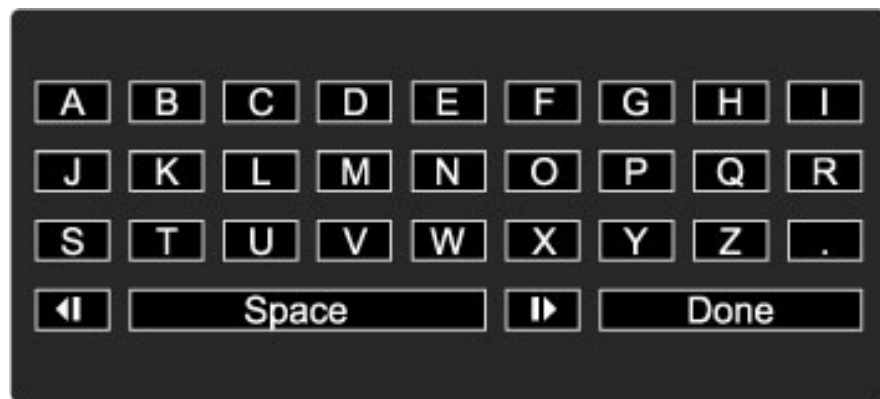 A B C D E F G H I
J K L M N O P Q R
S T U V W X Y Z .
Space Done